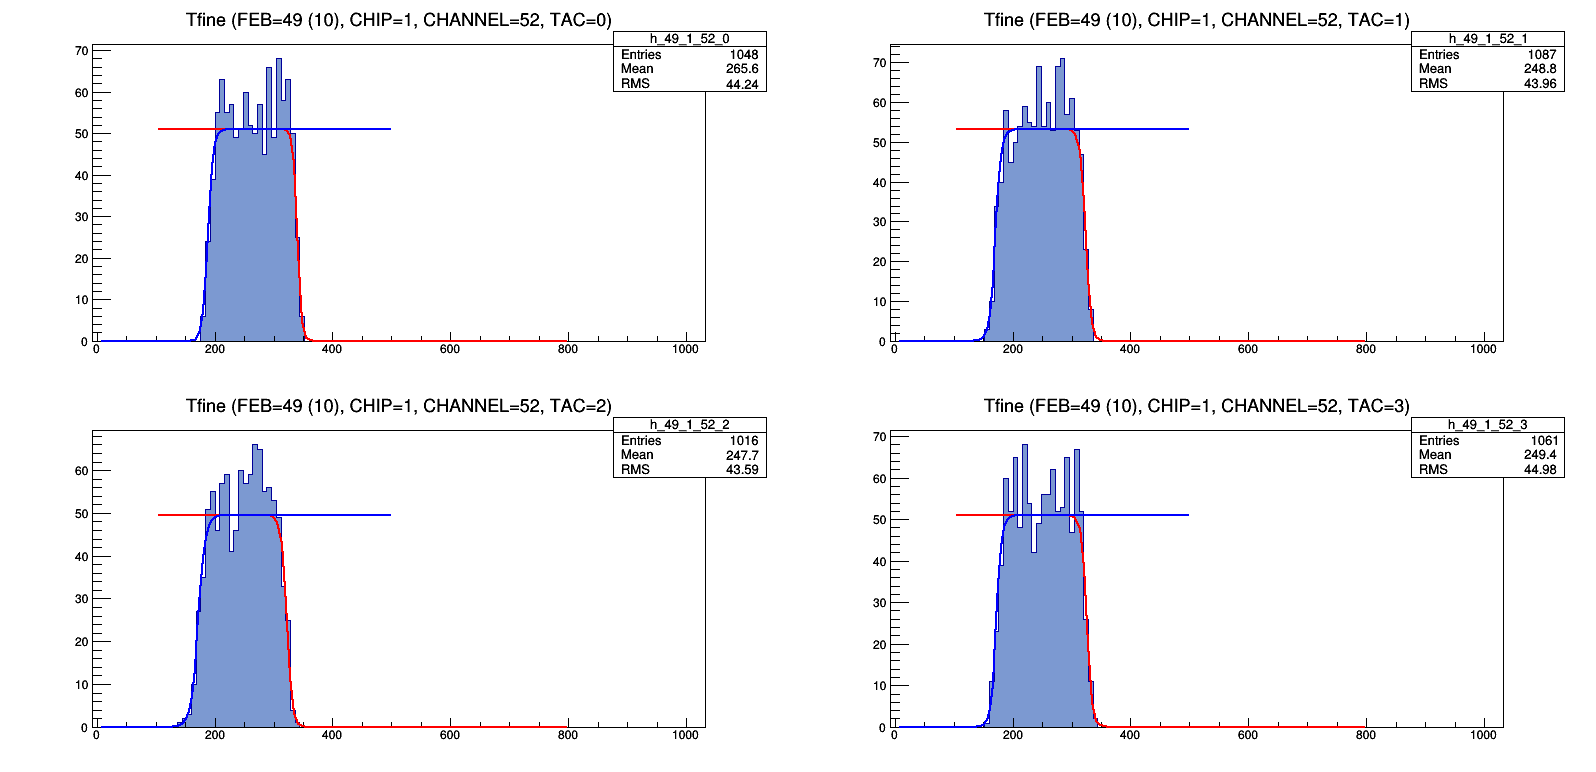 Tfine (FEB=49 (10), CHIP=1, CHANNEL=52, TAC=0)
h_49_1_52_0
Entries 1048
Mean 265.6
RMS 44.24
70
60
50
40
30
20
10
0
0 200 400 600 800 1000
Tfine (FEB=49 (10), CHIP=1, CHANNEL=52, TAC=1)
h_49_1_52_1
Entries 1087
Mean 248.8
RMS 43.96
70
60
50
40
30
20
10
0
0 200 400 600 800 1000
Tfine (FEB=49 (10), CHIP=1, CHANNEL=52, TAC=2)
h_49_1_52_2
Entries 1016
Mean 247.7
RMS 43.59
60
50
40
30
20
10
0
0 200 400 600 800 1000
Tfine (FEB=49 (10), CHIP=1, CHANNEL=52, TAC=3)
h_49_1_52_3
Entries 1061
Mean 249.4
RMS 44.98
70
60
50
40
30
20
10
0
0 200 400 600 800 1000